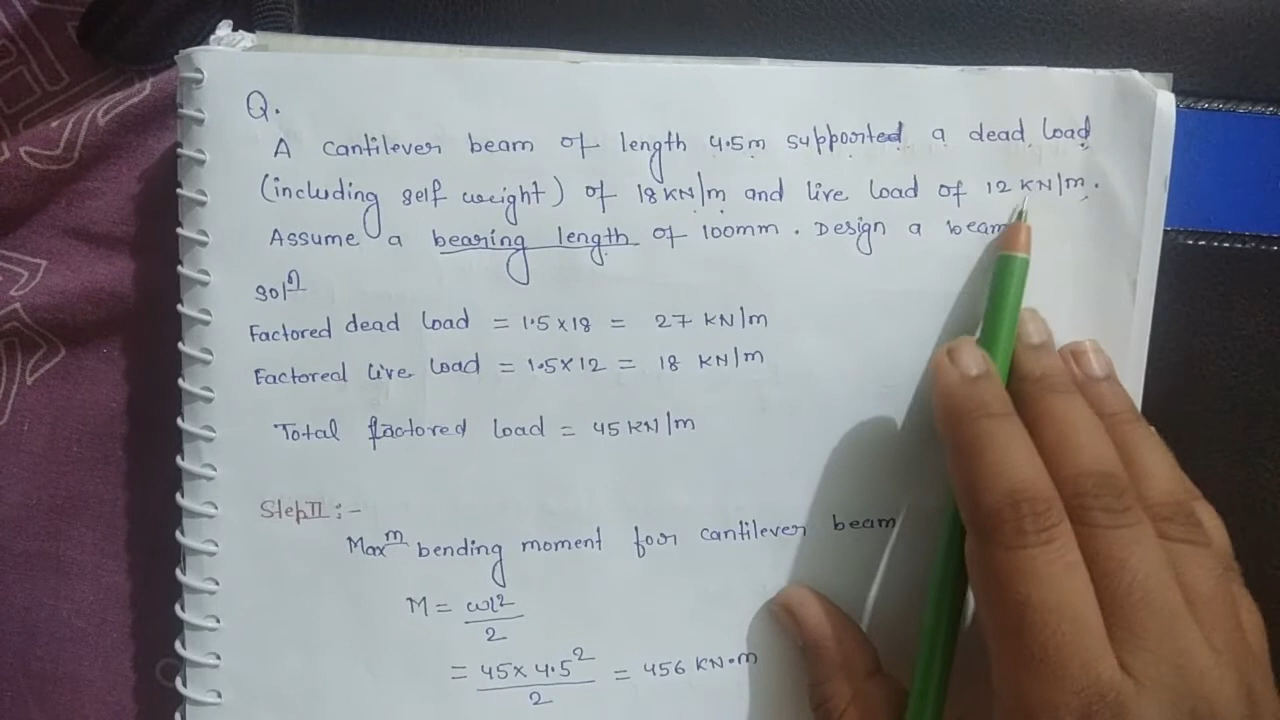 Q.
A cantilever beam of length 4.5m supported a dead load
(including self weight) of 18 KN/m and live load of 12 KN/m.
Assume a bearing length of 100mm. Design a beam
solⁿ
Factored dead load = 1.5×18 = 27 KN/m
Factored live load = 1.5×12 = 18 KN/m
Total factored load = 45 KN/m
Step II :-
Maxᵐ bending moment for cantilever beam
M = ωl²/2
= 45×4.5²/2 = 456 KN.m